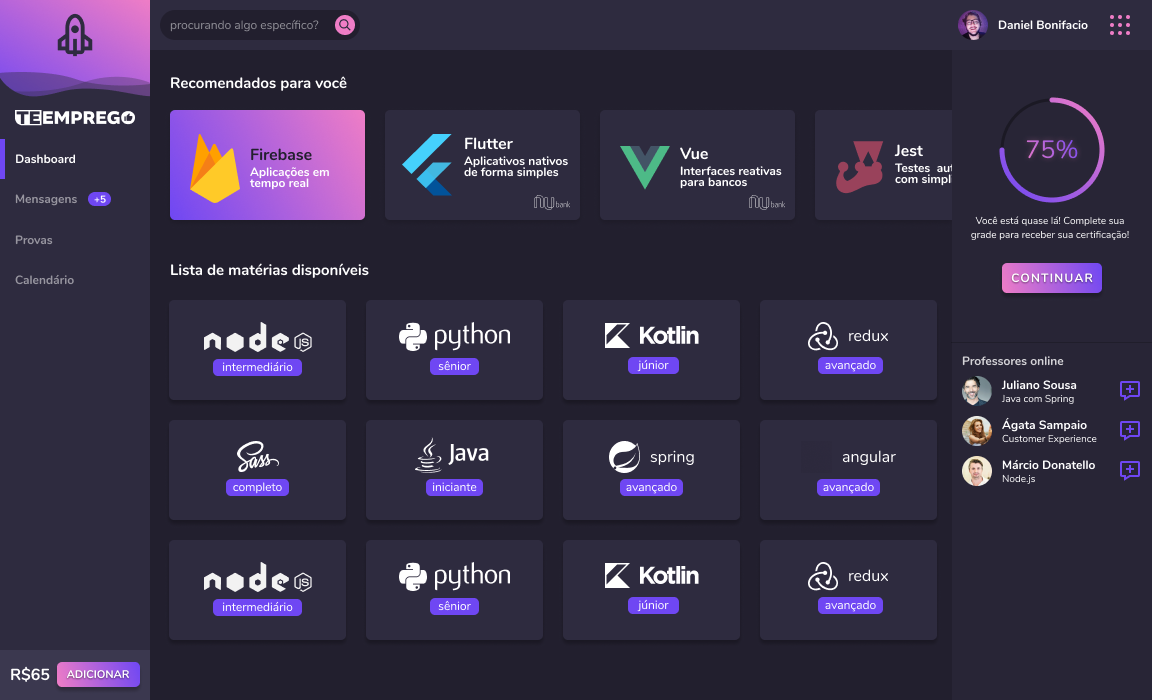 procurando algo específico?
Daniel Bonifacio
TEEMPREGO
Dashboard
Mensagens +5
Provas
Calendário
R$65 ADICIONAR
Recomendados para você
Firebase
Aplicações em
tempo real
Flutter
Aplicativos nativos
de forma simples
nu bank
Vue
Interfaces reativas
para bancos
nu bank
Jest
Testes aut
com simpl
Lista de matérias disponíveis
node JS
intermediário
python
sênior
Kotlin
júnior
redux
avançado
Sass
completo
Java
iniciante
spring
avançado
angular
avançado
node JS
intermediário
python
sênior
Kotlin
júnior
redux
avançado
75%
Você está quase lá! Complete sua
grade para receber sua certificação!
CONTINUAR
Professores online
Juliano Sousa
Java com Spring
Ágata Sampaio
Customer Experience
Márcio Donatello
Node.js